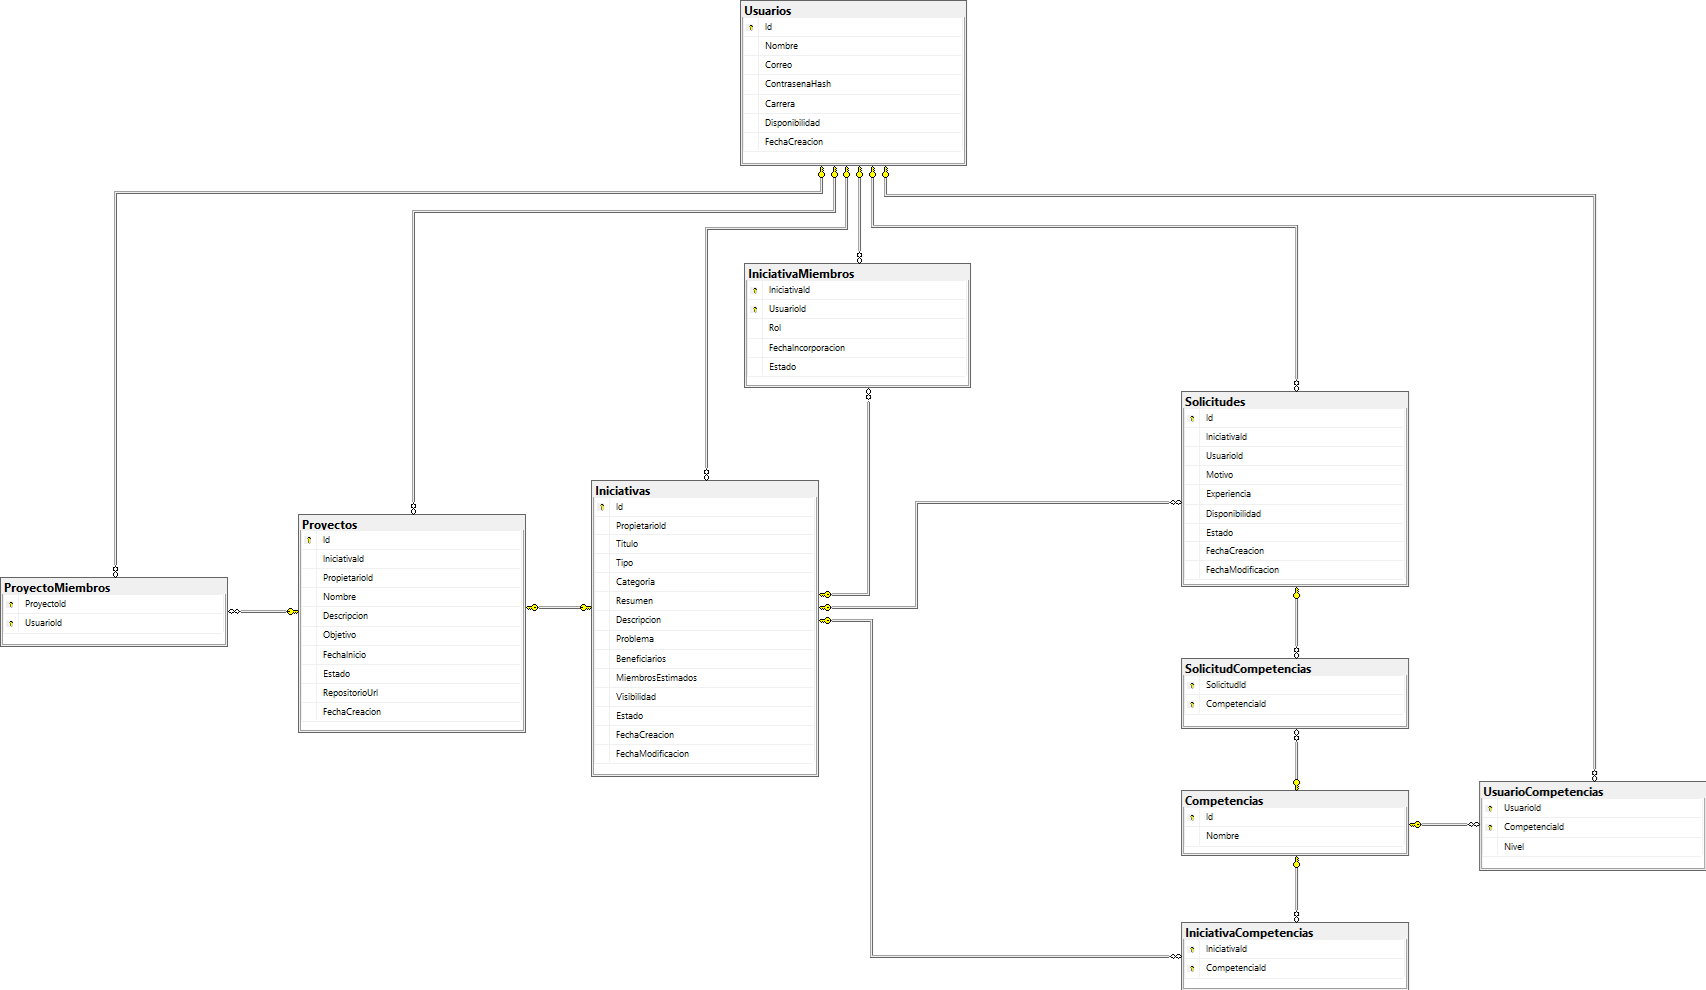 Usuarios
Id
Nombre
Correo
ContrasenaHash
Carrera
Disponibilidad
FechaCreacion
IniciativaMiembros
IniciativaId
UsuarioId
Rol
FechaIncorporacion
Estado
Solicitudes
Id
IniciativaId
UsuarioId
Motivo
Experiencia
Disponibilidad
Estado
FechaCreacion
FechaModificacion
Iniciativas
Id
PropietarioId
Titulo
Tipo
Categoria
Resumen
Descripcion
Problema
Beneficiarios
MiembrosEstimados
Visibilidad
Estado
FechaCreacion
FechaModificacion
Proyectos
Id
IniciativaId
PropietarioId
Nombre
Descripcion
Objetivo
FechaInicio
Estado
RepositorioUrl
FechaCreacion
ProyectoMiembros
ProyectoId
UsuarioId
SolicitudCompetencias
SolicitudId
CompetenciaId
Competencias
Id
Nombre
UsuarioCompetencias
UsuarioId
CompetenciaId
Nivel
IniciativaCompetencias
IniciativaId
CompetenciaId